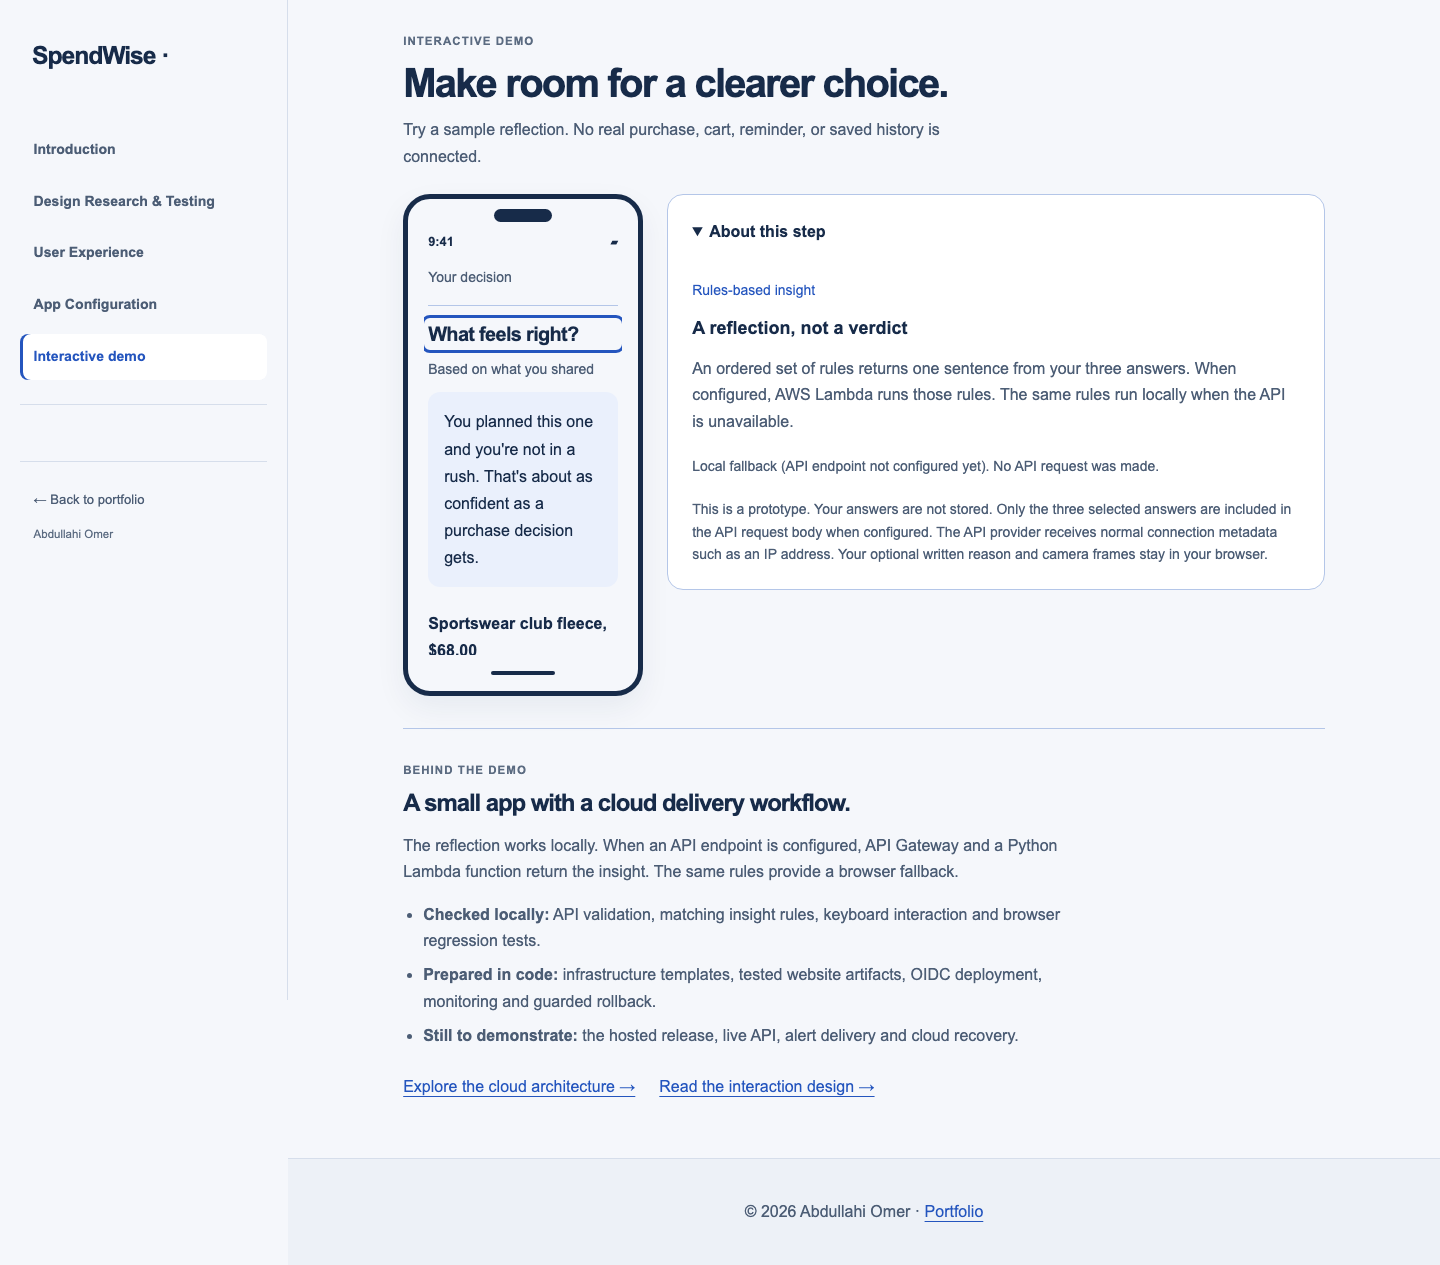 SpendWise ·
Introduction
Design Research & Testing
User Experience
App Configuration
Interactive demo
← Back to portfolio
Abdullahi Omer
INTERACTIVE DEMO
Make room for a clearer choice.
Try a sample reflection. No real purchase, cart, reminder, or saved history is
connected.
9:41
Your decision
What feels right?
Based on what you shared
You planned this one
and you're not in a
rush. That's about as
confident as a
purchase decision
gets.
Sportswear club fleece,
$68.00
▼ About this step
Rules-based insight
A reflection, not a verdict
An ordered set of rules returns one sentence from your three answers. When
configured, AWS Lambda runs those rules. The same rules run locally when the API
is unavailable.
Local fallback (API endpoint not configured yet). No API request was made.
This is a prototype. Your answers are not stored. Only the three selected answers are included in
the API request body when configured. The API provider receives normal connection metadata
such as an IP address. Your optional written reason and camera frames stay in your browser.
BEHIND THE DEMO
A small app with a cloud delivery workflow.
The reflection works locally. When an API endpoint is configured, API Gateway and a Python
Lambda function return the insight. The same rules provide a browser fallback.
• Checked locally: API validation, matching insight rules, keyboard interaction and browser
regression tests.
• Prepared in code: infrastructure templates, tested website artifacts, OIDC deployment,
monitoring and guarded rollback.
• Still to demonstrate: the hosted release, live API, alert delivery and cloud recovery.
Explore the cloud architecture → Read the interaction design →
© 2026 Abdullahi Omer · Portfolio